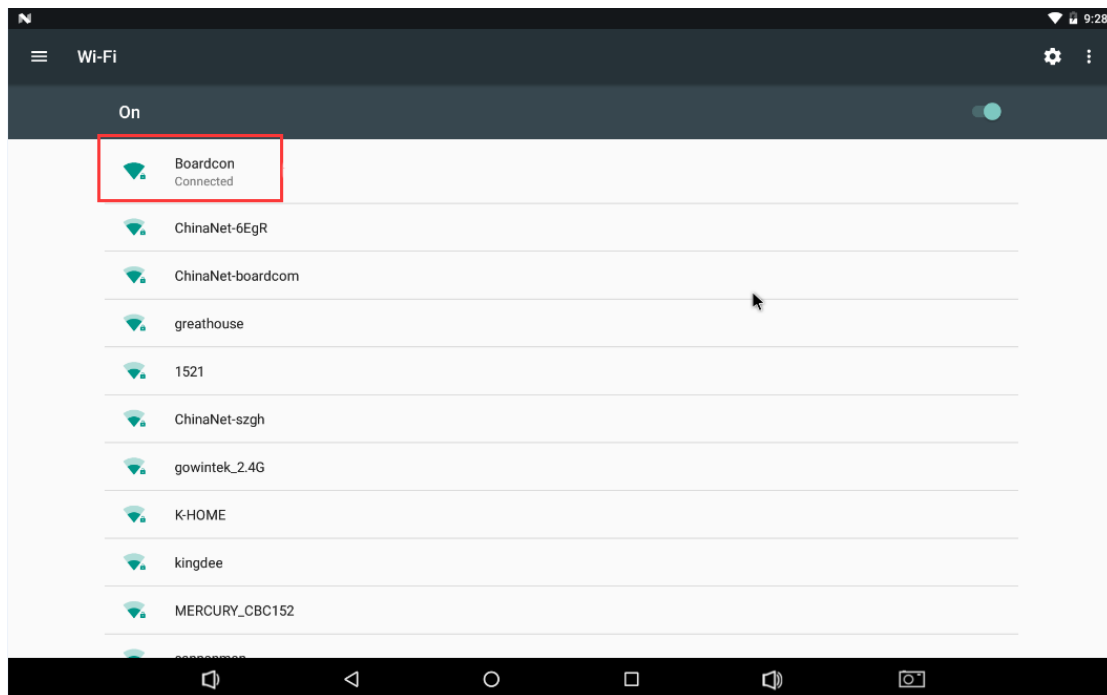 9:28
Wi-Fi
On
Boardcon
Connected
ChinaNet-6EgR
ChinaNet-boardcom
greathouse
1521
ChinaNet-szgh
gowintek_2.4G
K-HOME
kingdee
MERCURY_CBC152